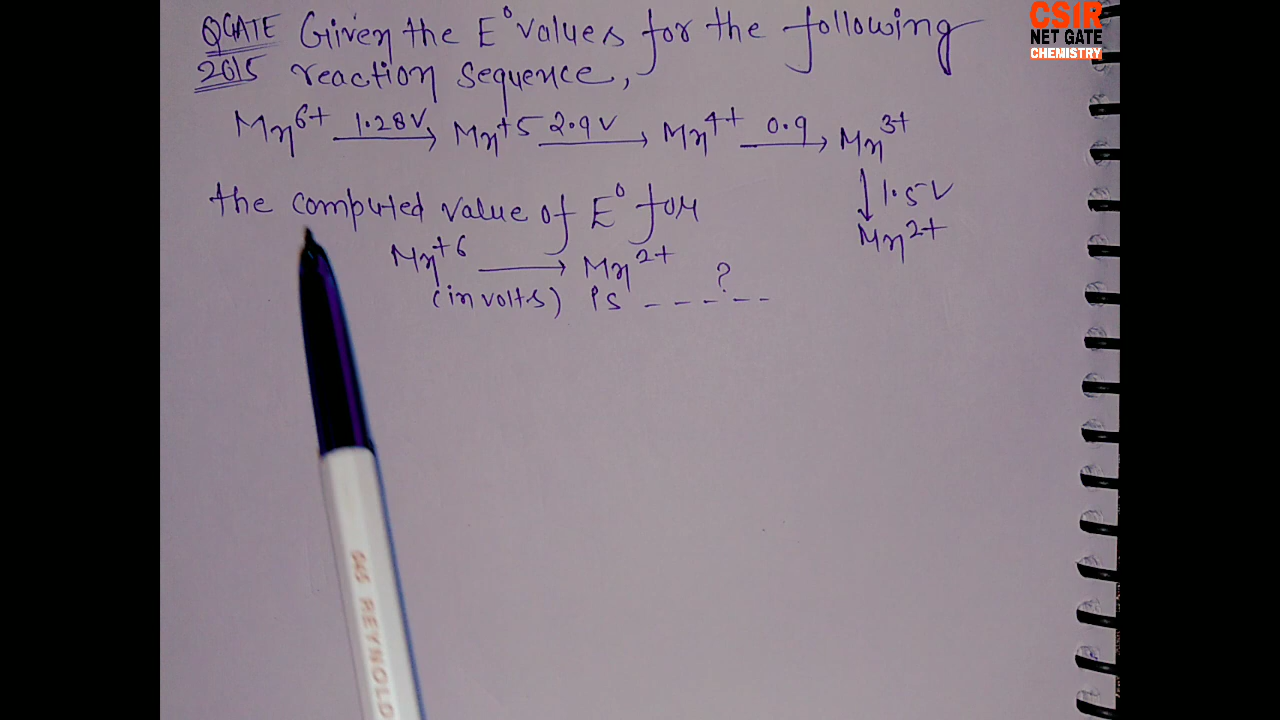 QGATE Given the E° values for the following
2015 reaction sequence,
Mn⁶⁺ 1.28V→ Mn⁺⁵ 2.9V→ Mn⁴⁺ 0.9→ Mn³⁺
↓1.5V
the computed value of E° for
Mn²⁺
Mn⁺⁶ → Mn²⁺
(in volts) is ----- ?
CSIR
NET GATE
CHEMISTRY
045 REYNOLD